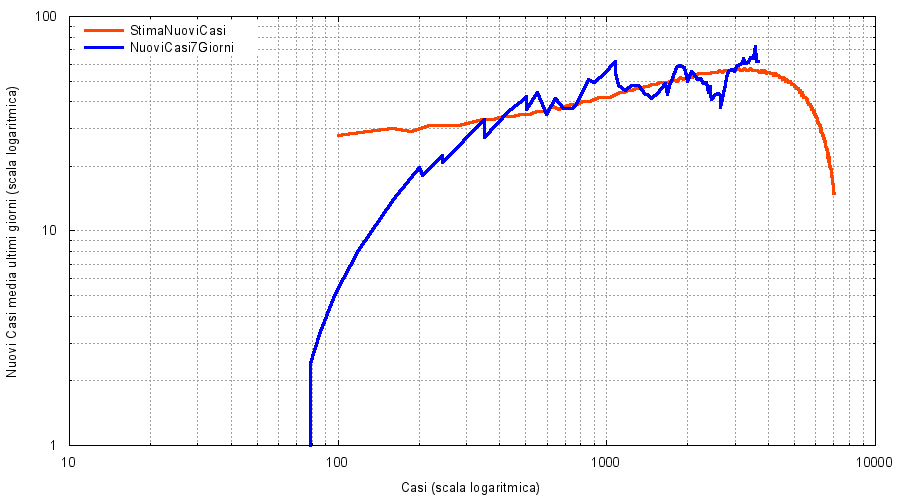 100
StimaNuoviCasi
NuoviCasi7Giorni
10
1
Nuovi Casi media ultimi giorni (scala logaritmica)
10
100
1000
10000
Casi (scala logaritmica)